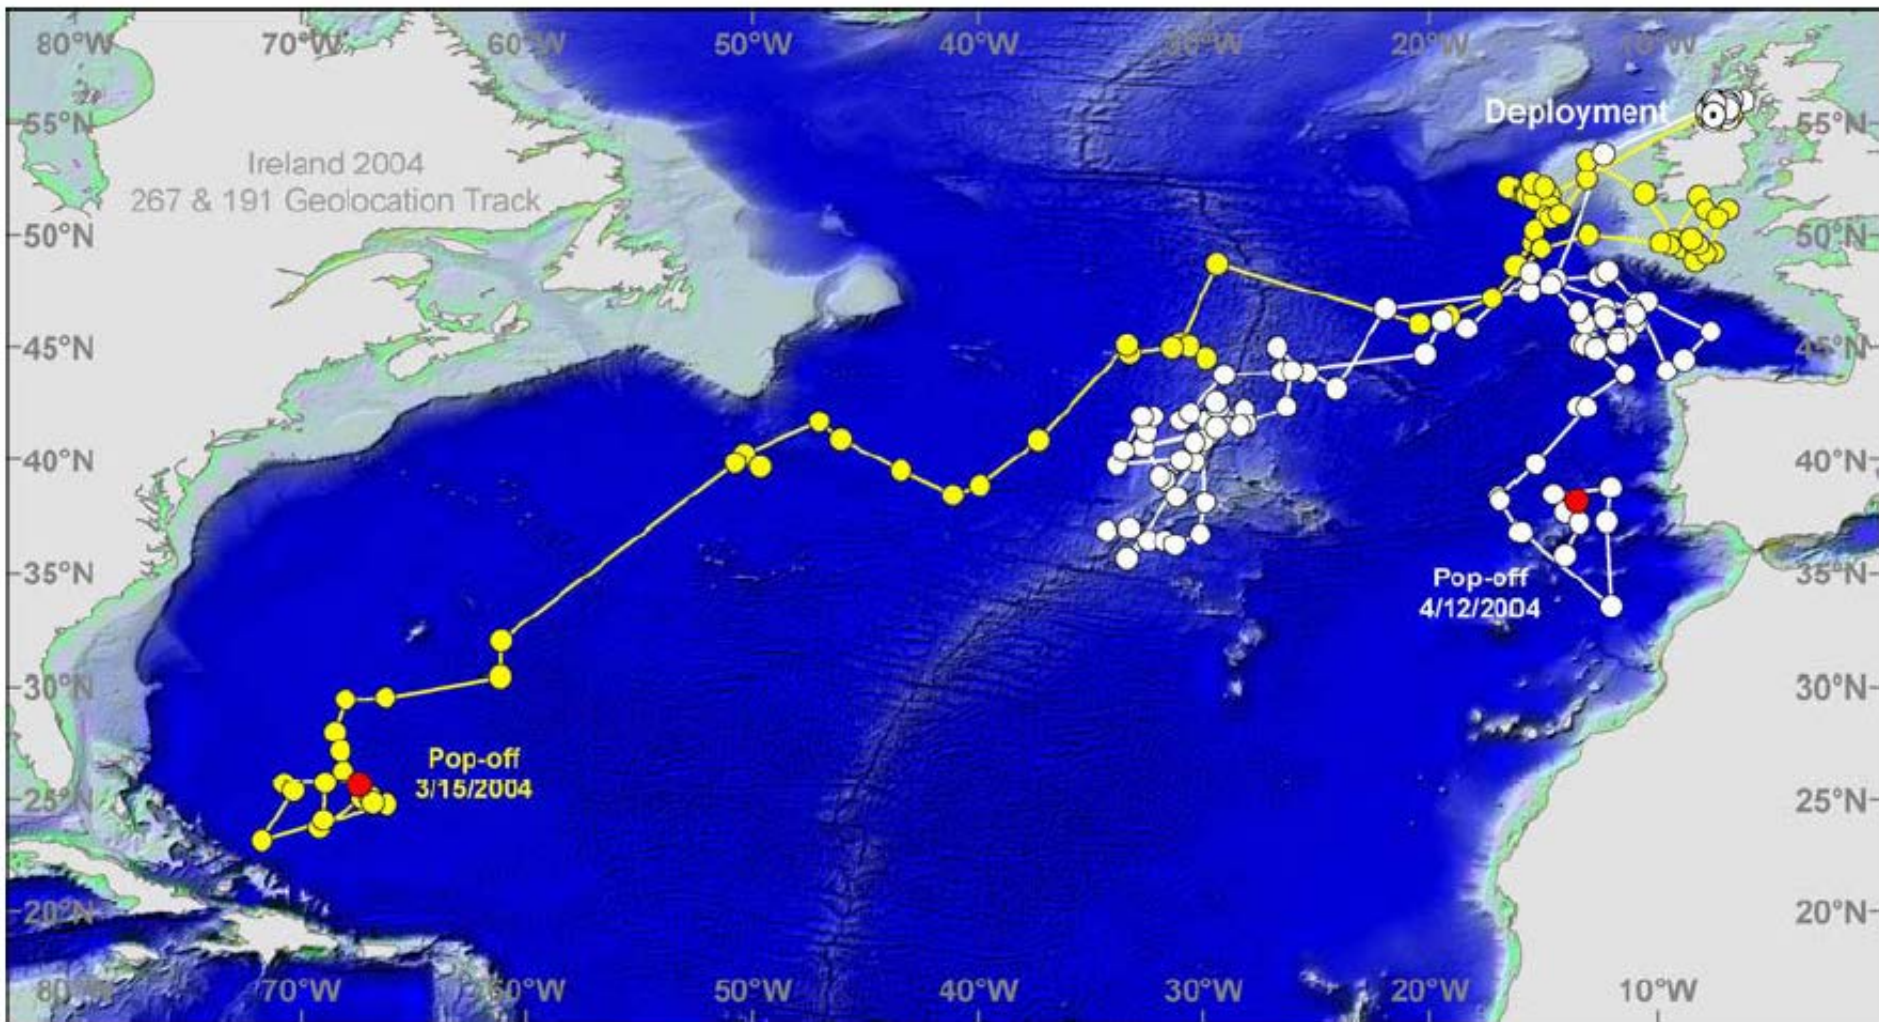 80°W 70°W 60°W 50°W 40°W 30°W 20°W 10°W
Deployment
55°N 55°N
Ireland 2004
267 & 191 Geolocation Track
50°N 50°N
45°N 45°N
40°N 40°N
35°N 35°N
Pop-off
4/12/2004
30°N 30°N
Pop-off
3/15/2004
25°N 25°N
20°N 20°N
80°W 70°W 60°W 50°W 40°W 30°W 20°W 10°W